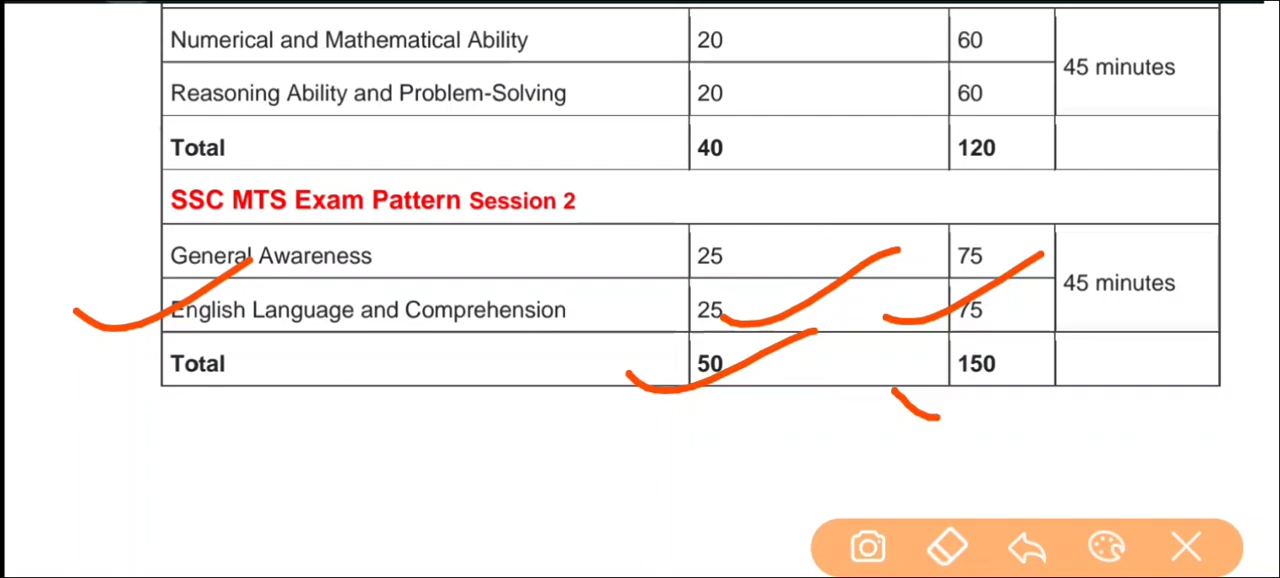 Numerical and Mathematical Ability 20 60 45 minutes
Reasoning Ability and Problem-Solving 20 60
Total 40 120
SSC MTS Exam Pattern Session 2
General Awareness 25 75 45 minutes
English Language and Comprehension 25 75
Total 50 150